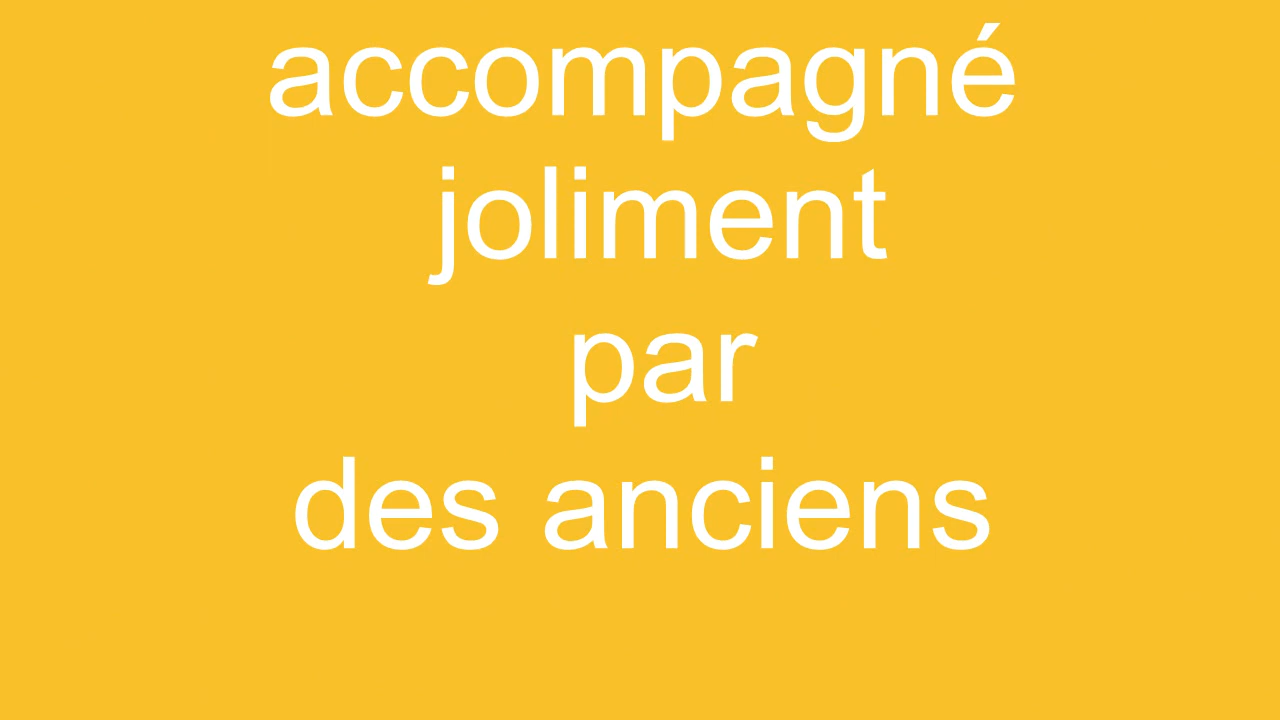 accompagné
joliment
par
des anciens